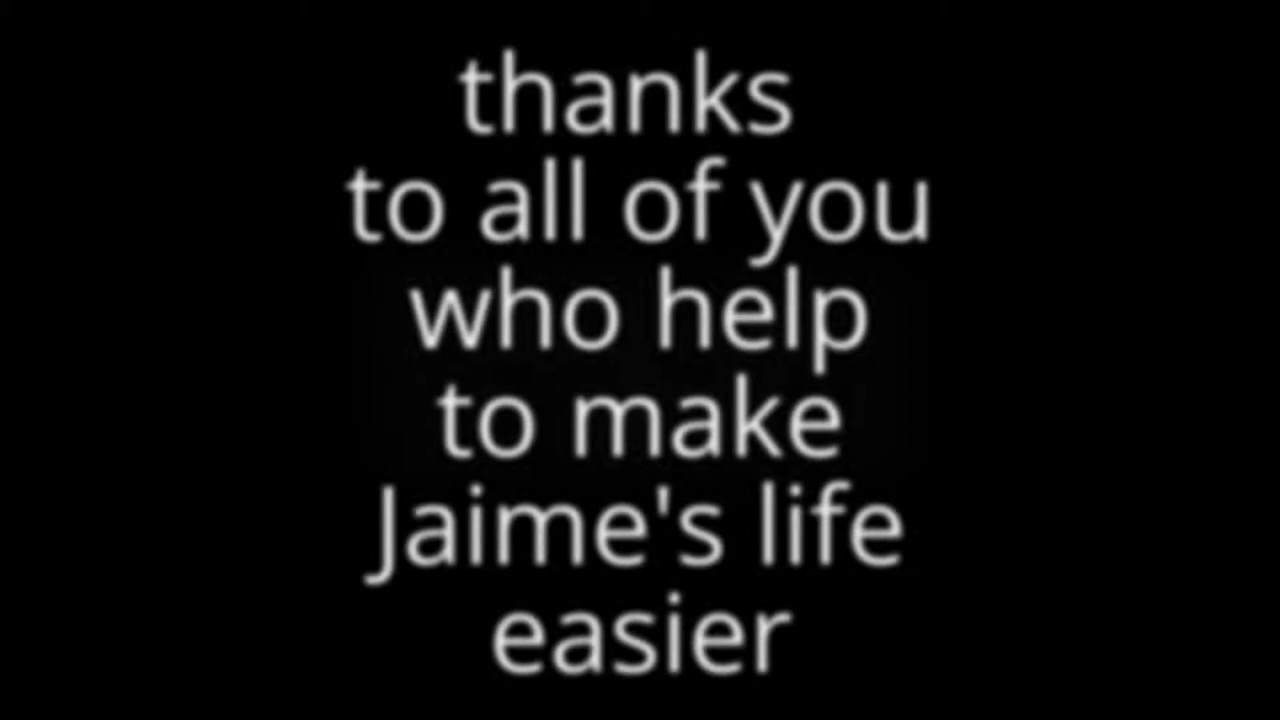 thanks
to all of you
who help
to make
Jaime's life
easier